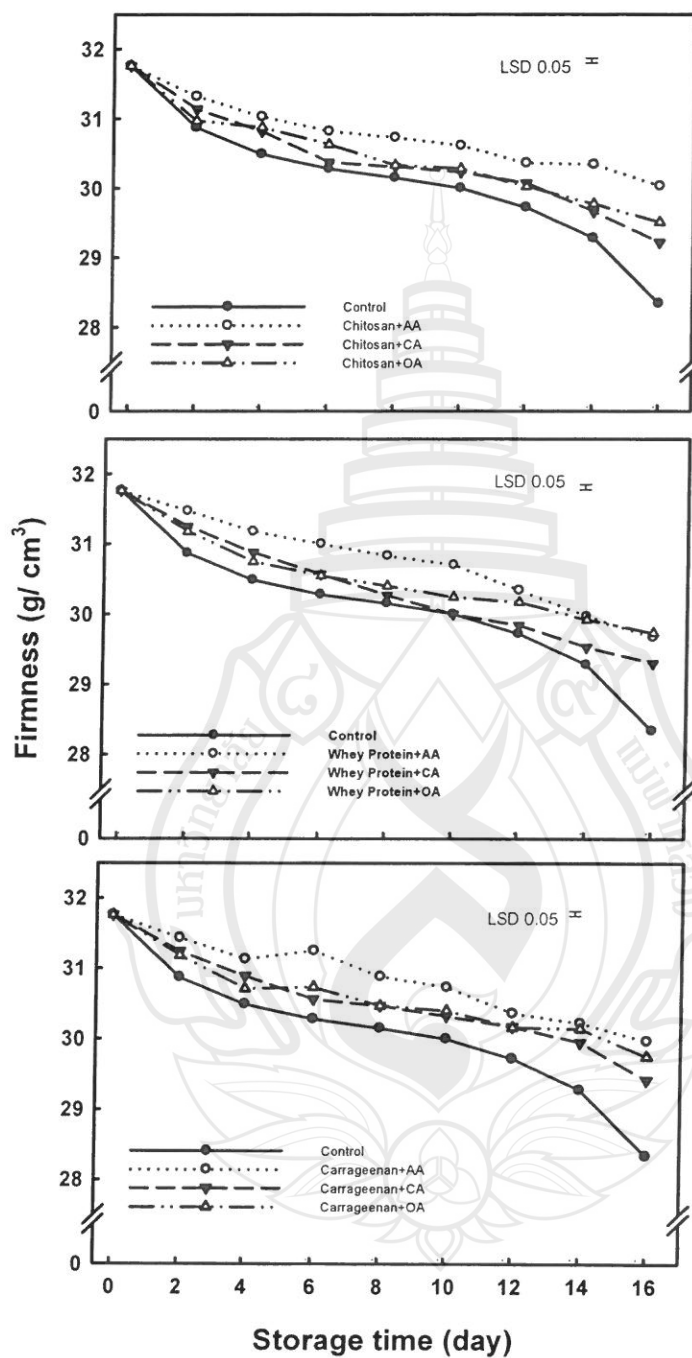 32
LSD 0.05
31
30
29
Control
Chitosan+AA
28
Chitosan+CA
Chitosan+OA
0
32
LSD 0.05
31
30
29
Control
Whey Protein+AA
28
Whey Protein+CA
Whey Protein+OA
0
Firmness (g/ cm³)
32
LSD 0.05
31
30
29
Control
Carrageenan+AA
28
Carrageenan+CA
Carrageenan+OA
0
0 2 4 6 8 10 12 14 16
Storage time (day)